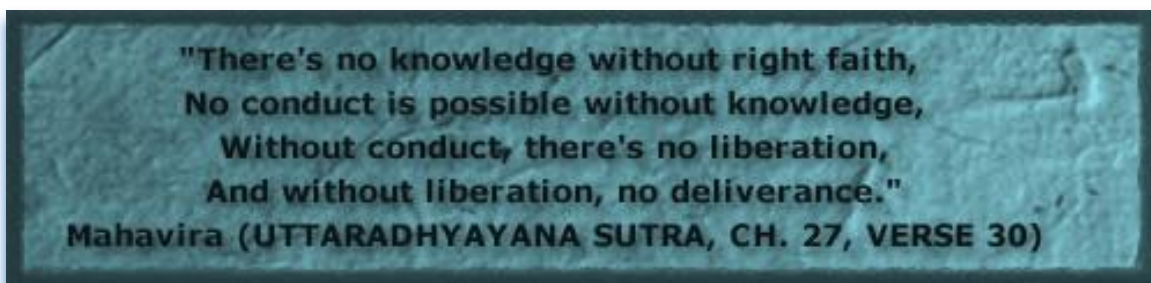 "There's no knowledge without right faith,
No conduct is possible without knowledge,
Without conduct, there's no liberation,
And without liberation, no deliverance."
Mahavira (UTTARADHYAYANA SUTRA, CH. 27, VERSE 30)